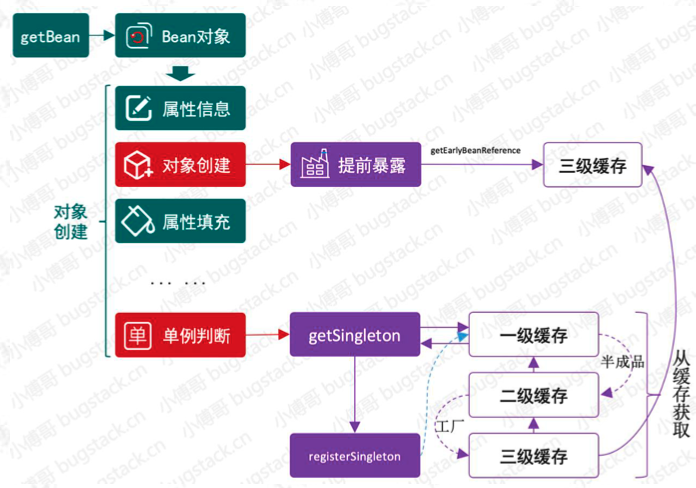 getBean
Bean对象
属性信息
对象创建
提前暴露
getEarlyBeanReference
三级缓存
对象
创建
属性填充
... ...
单
单例判断
getSingleton
一级缓存
半成品
二级缓存
工厂
registerSingleton
三级缓存
从缓存获取
小傅哥 bugstack.cn